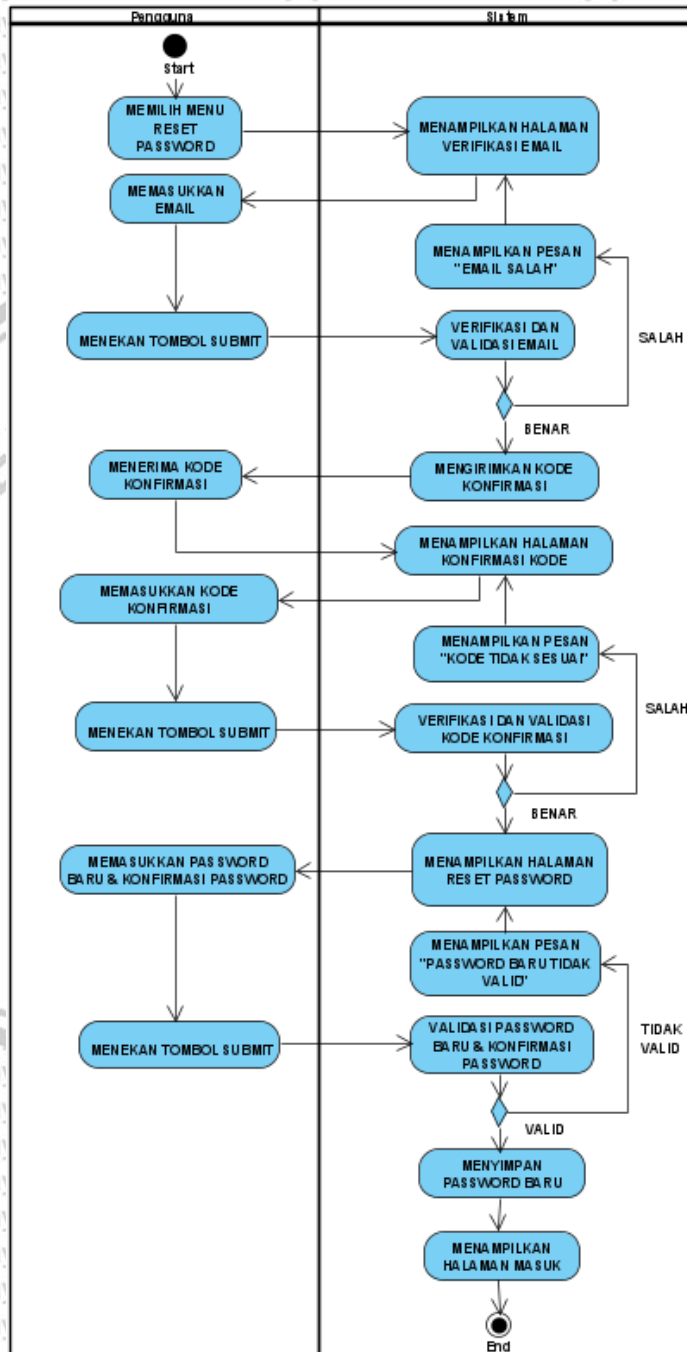 Pengguna
Sistem
Start
MEMILIH MENU
RESET
PASSWORD
MENAMPILKAN HALAMAN
VERIFIKASI EMAIL
MEMASUKKAN
EMAIL
MENAMPILKAN PESAN
"EMAIL SALAH"
MENEKAN TOMBOL SUBMIT
VERIFIKASI DAN
VALIDASI EMAIL
SALAH
BENAR
MENERIMA KODE
KONFIRMASI
MENGIRIMKAN KODE
KONFIRMASI
MENAMPILKAN HALAMAN
KONFIRMASI KODE
MEMASUKKAN KODE
KONFIRMASI
MENAMPILKAN PESAN
"KODE TIDAK SESUAI"
MENEKAN TOMBOL SUBMIT
VERIFIKASI DAN VALIDASI
KODE KONFIRMASI
SALAH
BENAR
MEMASUKKAN PASSWORD
BARU & KONFIRMASI PASSWORD
MENAMPILKAN HALAMAN
RESET PASSWORD
MENAMPILKAN PESAN
"PASSWORD BARU TIDAK
VALID"
MENEKAN TOMBOL SUBMIT
VALIDASI PASSWORD
BARU & KONFIRMASI
PASSWORD
TIDAK
VALID
VALID
MENYIMPAN
PASSWORD BARU
MENAMPILKAN
HALAMAN MASUK
End